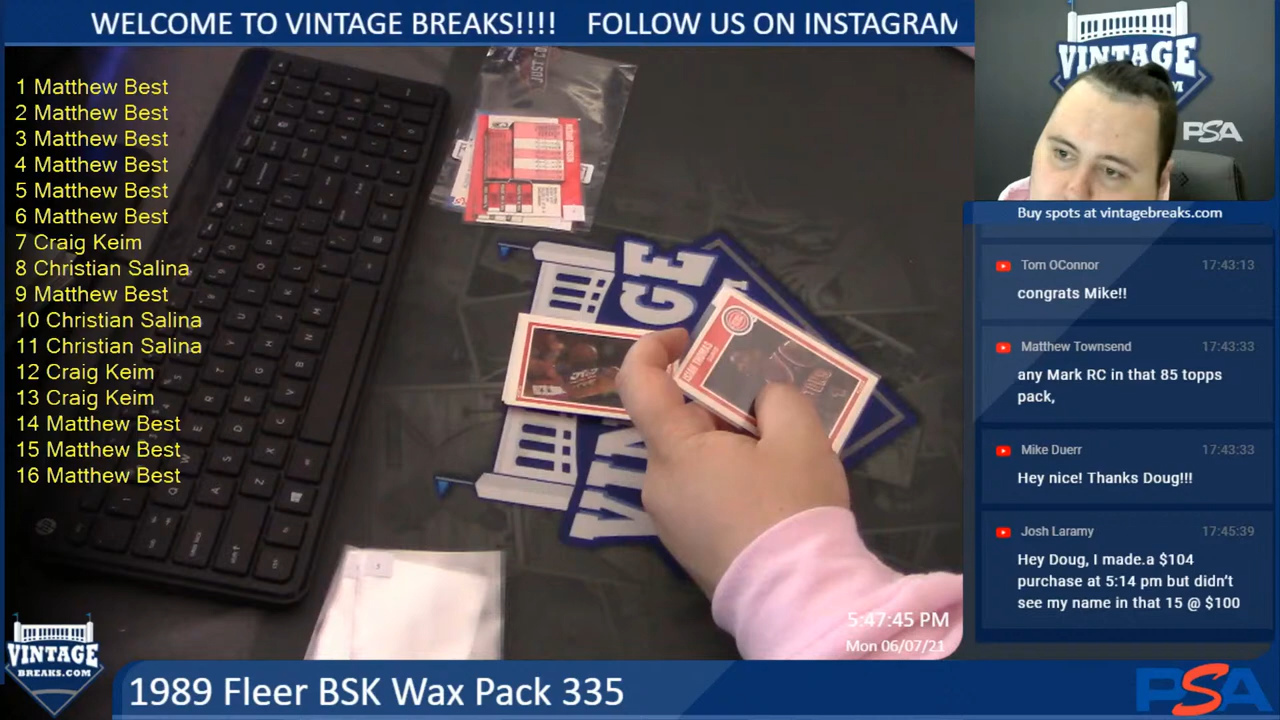 WELCOME TO VINTAGE BREAKS!!!! FOLLOW US ON INSTAGRAM
1 Matthew Best
2 Matthew Best
3 Matthew Best
4 Matthew Best
5 Matthew Best
6 Matthew Best
7 Craig Keim
8 Christian Salina
9 Matthew Best
10 Christian Salina
11 Christian Salina
12 Craig Keim
13 Craig Keim
14 Matthew Best
15 Matthew Best
16 Matthew Best
JUST CO
VINTAGE
ISIAH THOMAS
VINTAGE
PSA
Buy spots at vintagebreaks.com
Tom OConnor 17:43:13
congrats Mike!!
Matthew Townsend 17:43:33
any Mark RC in that 85 topps
pack,
Mike Duerr 17:43:33
Hey nice! Thanks Doug!!!
Josh Laramy 17:45:39
Hey Doug, I made.a $104
purchase at 5:14 pm but didn't
see my name in that 15 @ $100
5:47:45 PM
Mon 06/07/21
VINTAGE
BREAKS.COM
1989 Fleer BSK Wax Pack 335
PSA